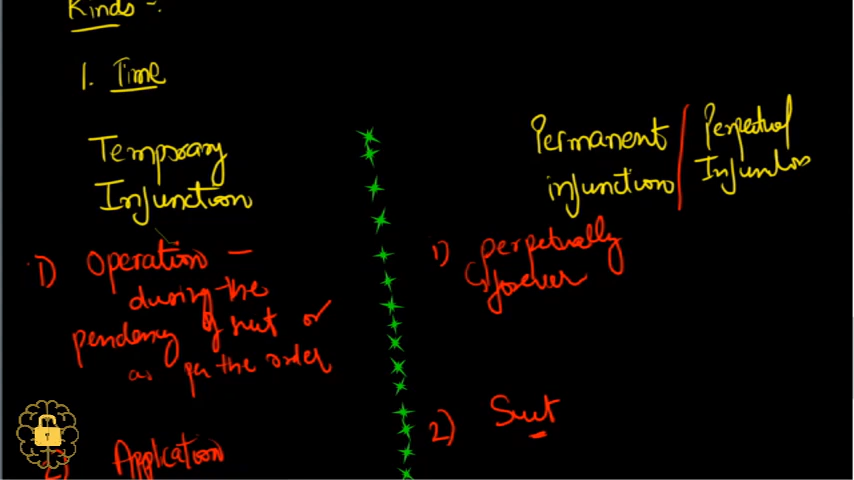 Kinds -:
1. Time
Temporary
Injunction
1) Operation -
during the
pendency of suit or
as per the order
2) Application
Permanent
injunction / Perpetual
Injunction
1) perpetually
forever
2) Suit